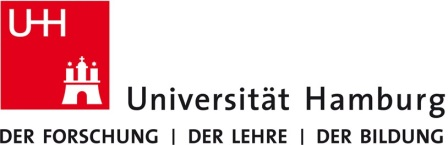 UHH
Universität Hamburg
DER FORSCHUNG | DER LEHRE | DER BILDUNG